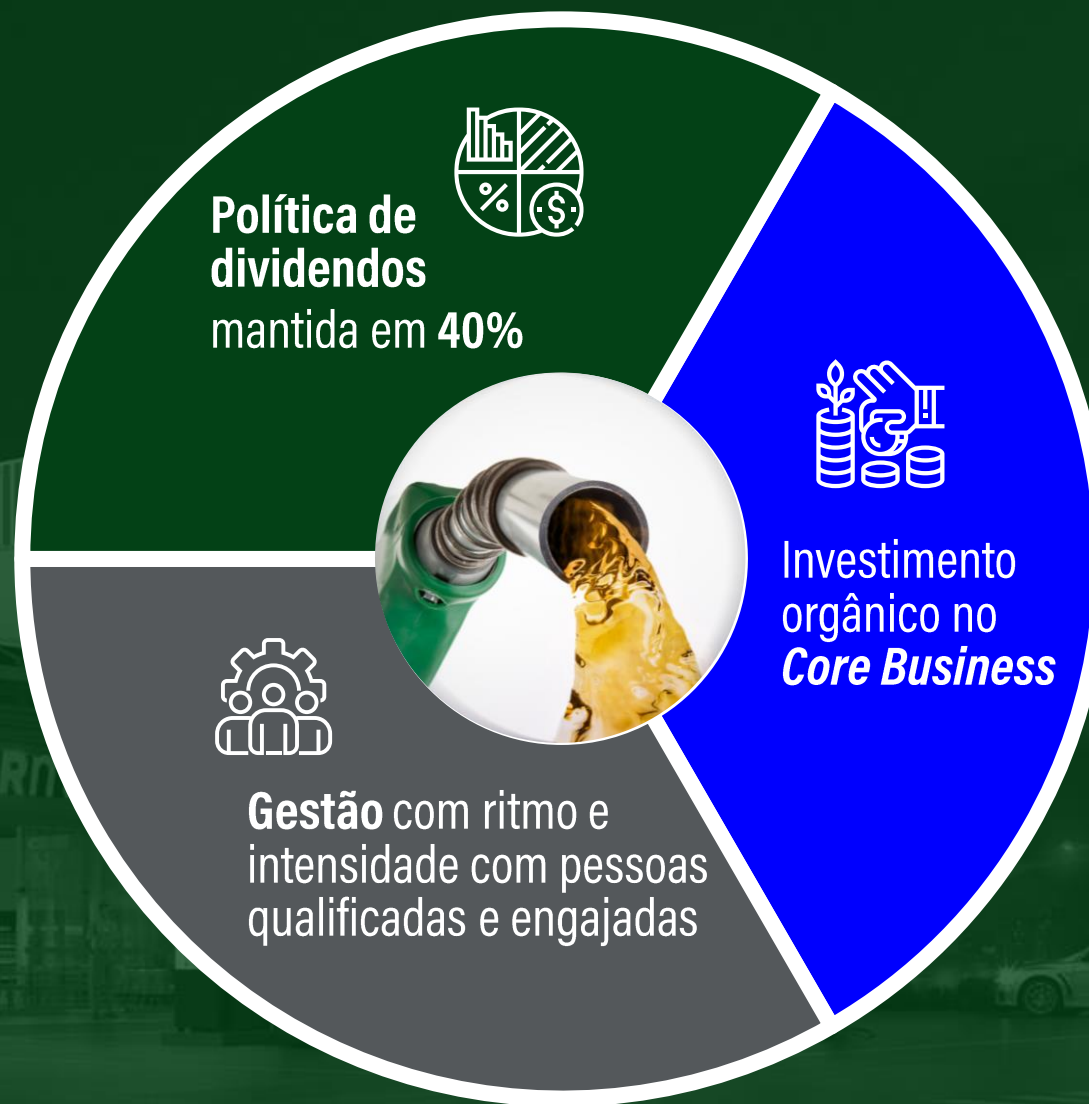 Política de
dividendos
mantida em 40%
Investimento
orgânico no
Core Business
Gestão com ritmo e
intensidade com pessoas
qualificadas e engajadas